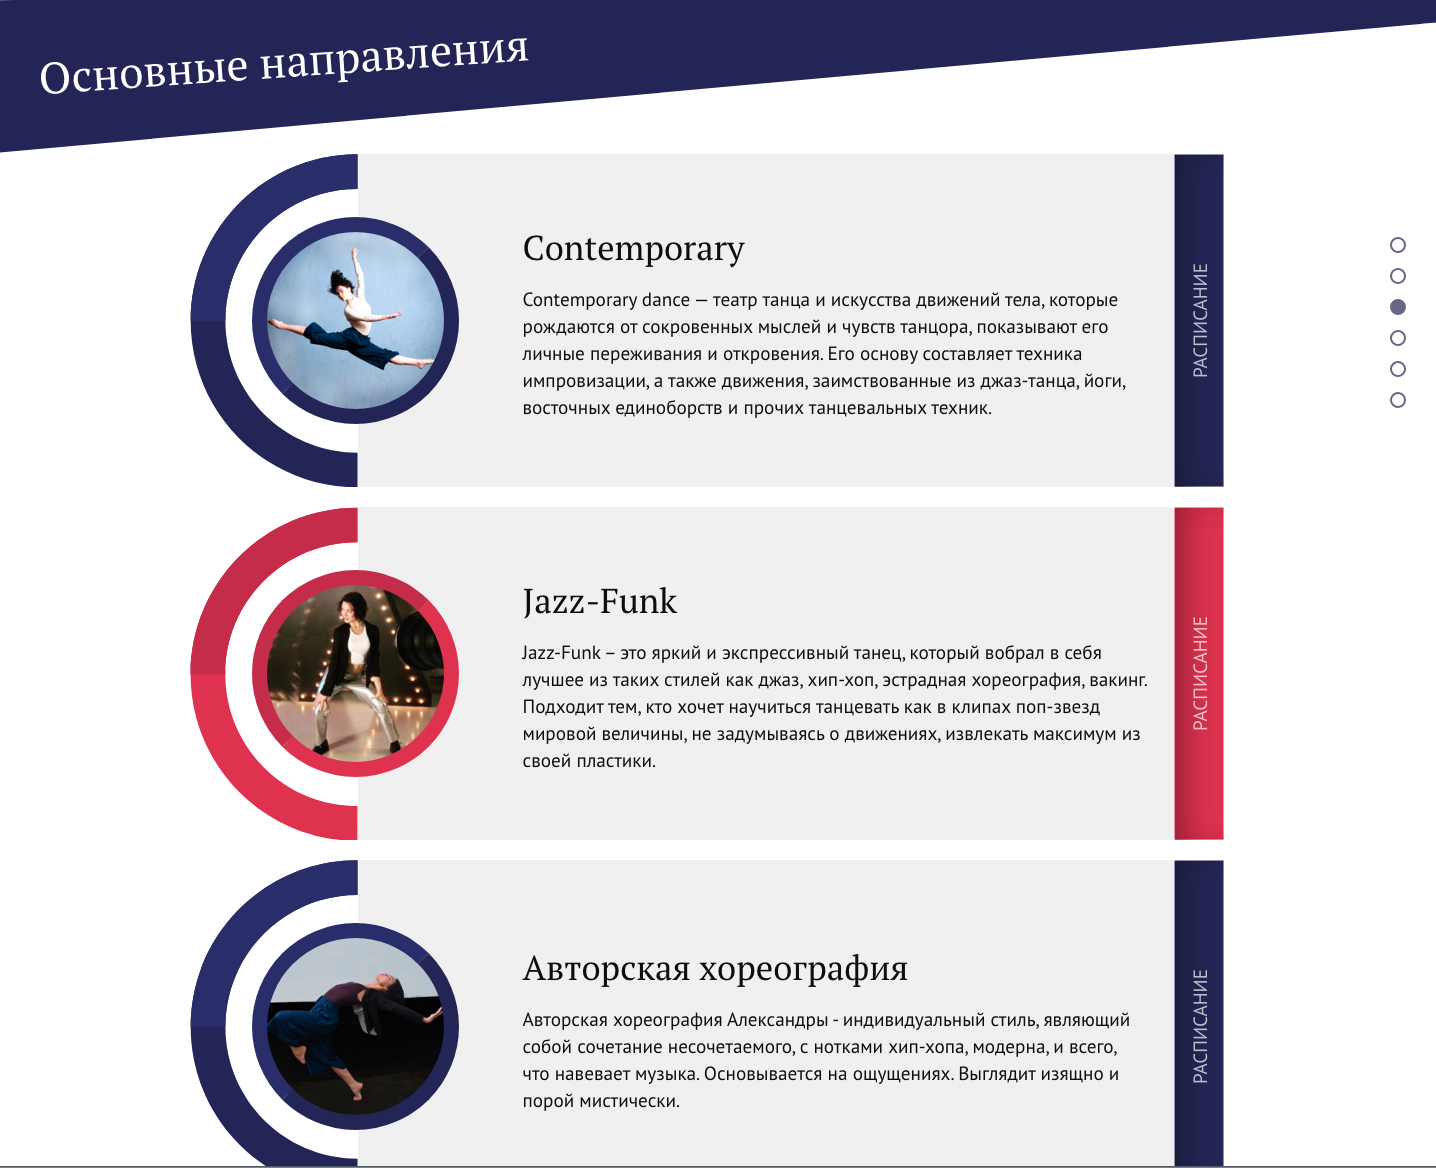 Основные направления
Contemporary
Contemporary dance — театр танца и искусства движений тела, которые
рождаются от сокровенных мыслей и чувств танцора, показывают его
личные переживания и откровения. Его основу составляет техника
импровизации, а также движения, заимствованные из джаз-танца, йоги,
восточных единоборств и прочих танцевальных техник.
РАСПИСАНИЕ
Jazz-Funk
Jazz-Funk – это яркий и экспрессивный танец, который вобрал в себя
лучшее из таких стилей как джаз, хип-хоп, эстрадная хореография, вакинг.
Подходит тем, кто хочет научиться танцевать как в клипах поп-звезд
мировой величины, не задумываясь о движениях, извлекать максимум из
своей пластики.
РАСПИСАНИЕ
Авторская хореография
Авторская хореография Александры - индивидуальный стиль, являющий
собой сочетание несочетаемого, с нотками хип-хопа, модерна, и всего,
что навевает музыка. Основывается на ощущениях. Выглядит изящно и
порой мистически.
РАСПИСАНИЕ